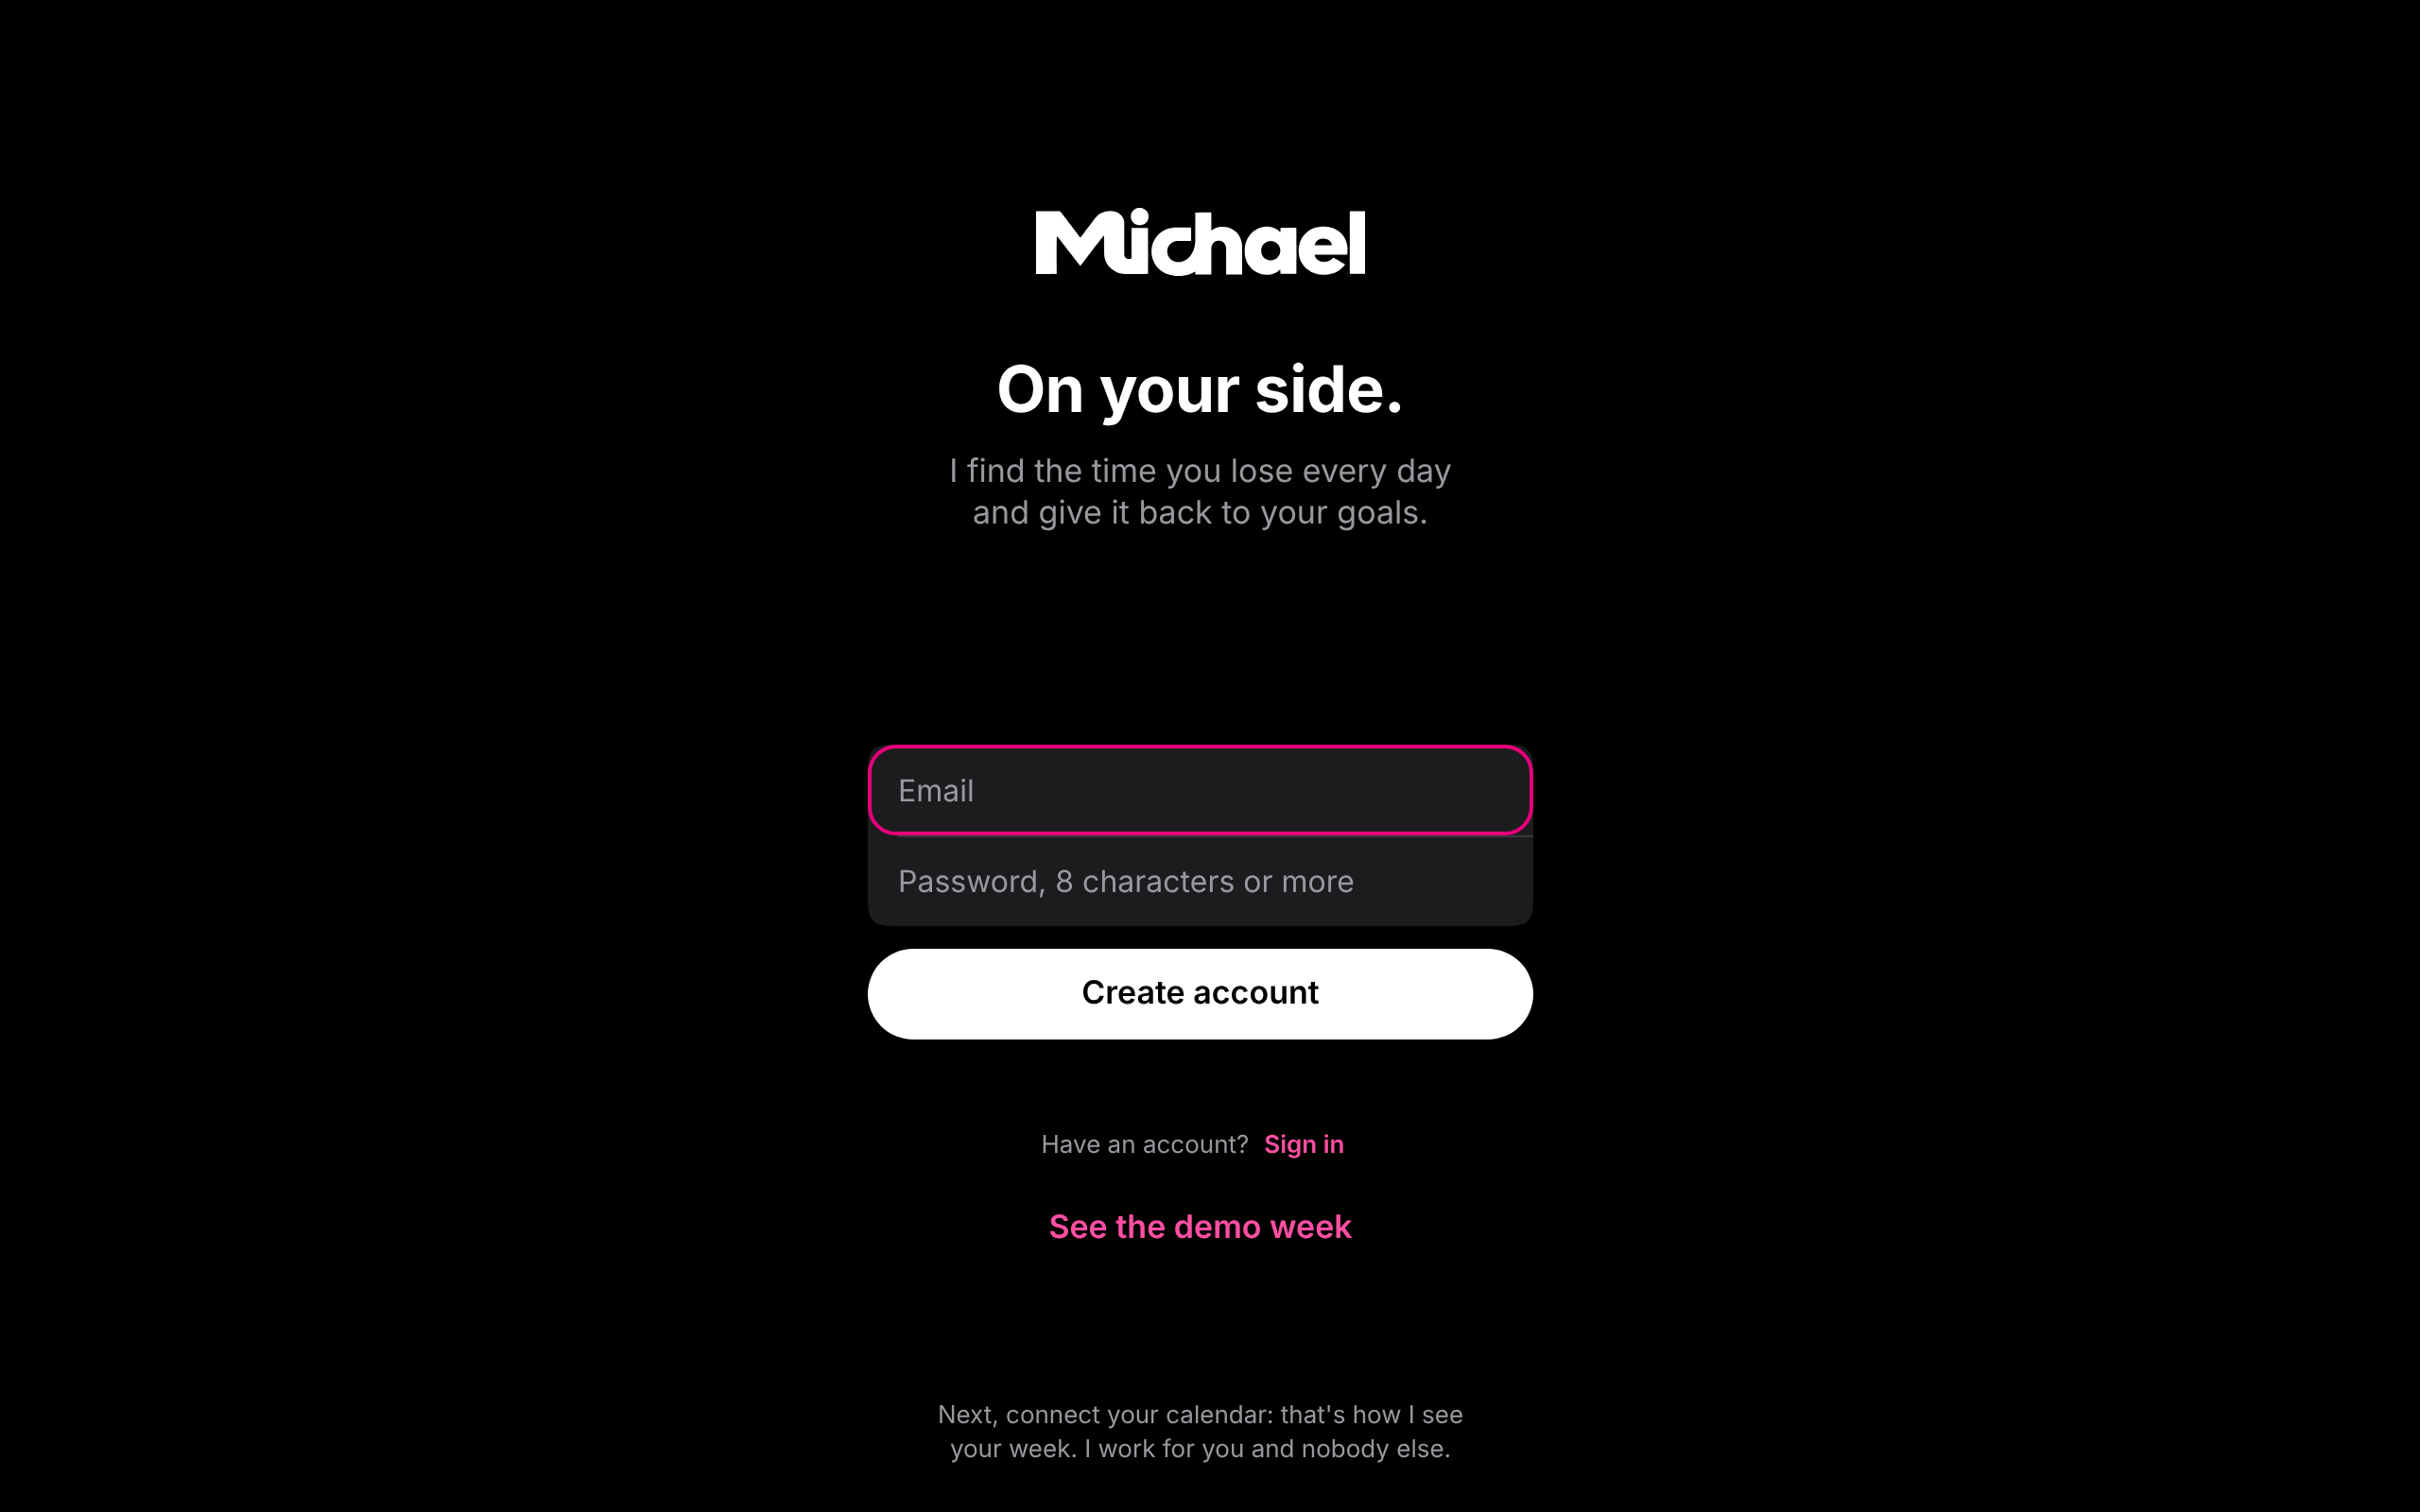 Michael
On your side.
I find the time you lose every day
and give it back to your goals.
Email
Password, 8 characters or more
Create account
Have an account? Sign in
See the demo week
Next, connect your calendar: that's how I see
your week. I work for you and nobody else.